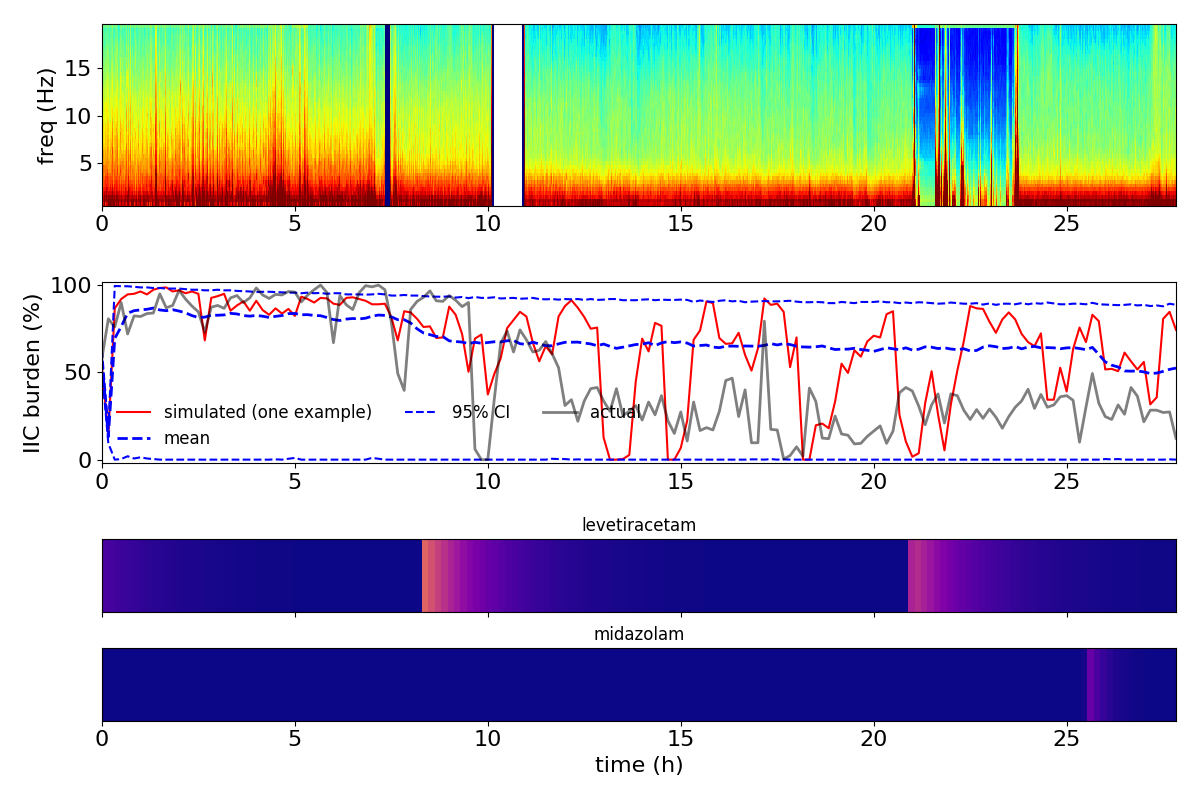 freq (Hz)
15
10
5
0 5 10 15 20 25
IIC burden (%)
100
50
0
simulated (one example) 95% CI actual
mean
0 5 10 15 20 25
levetiracetam
midazolam
0 5 10 15 20 25
time (h)